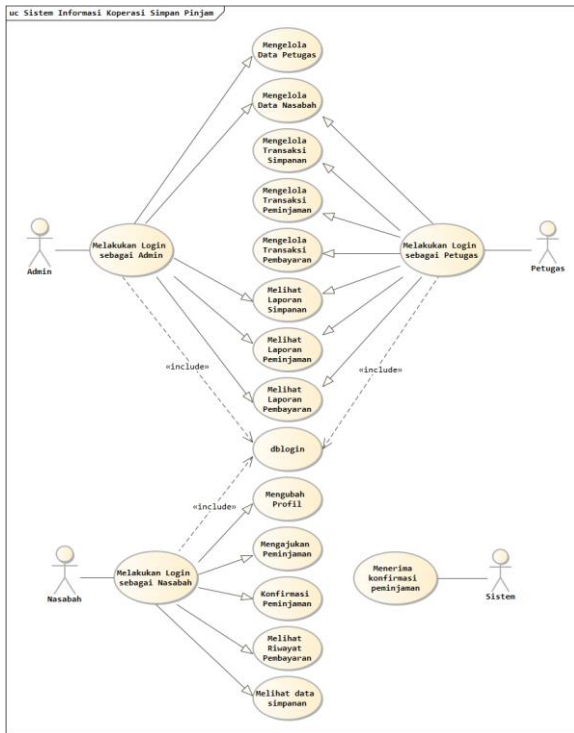 uc Sistem Informasi Koperasi Simpan Pinjam
Mengelola
Data Petugas
Mengelola
Data Nasabah
Mengelola
Transaksi
Simpanan
Mengelola
Transaksi
Peminjaman
Mengelola
Transaksi
Pembayaran
Admin
Melakukan Login
sebagai Admin
Melakukan Login
sebagai Petugas
Petugas
Melihat
Laporan
Simpanan
Melihat
Laporan
Peminjaman
Melihat
Laporan
Pembayaran
«include»
«include»
dblogin
«include»
Mengubah
Profil
Mengajukan
Peminjaman
Nasabah
Melakukan Login
sebagai Nasabah
Konfirmasi
Peminjaman
Melihat
Riwayat
Pembayaran
Melihat data
simpanan
Menerima
konfirmasi
peminjaman
Sistem